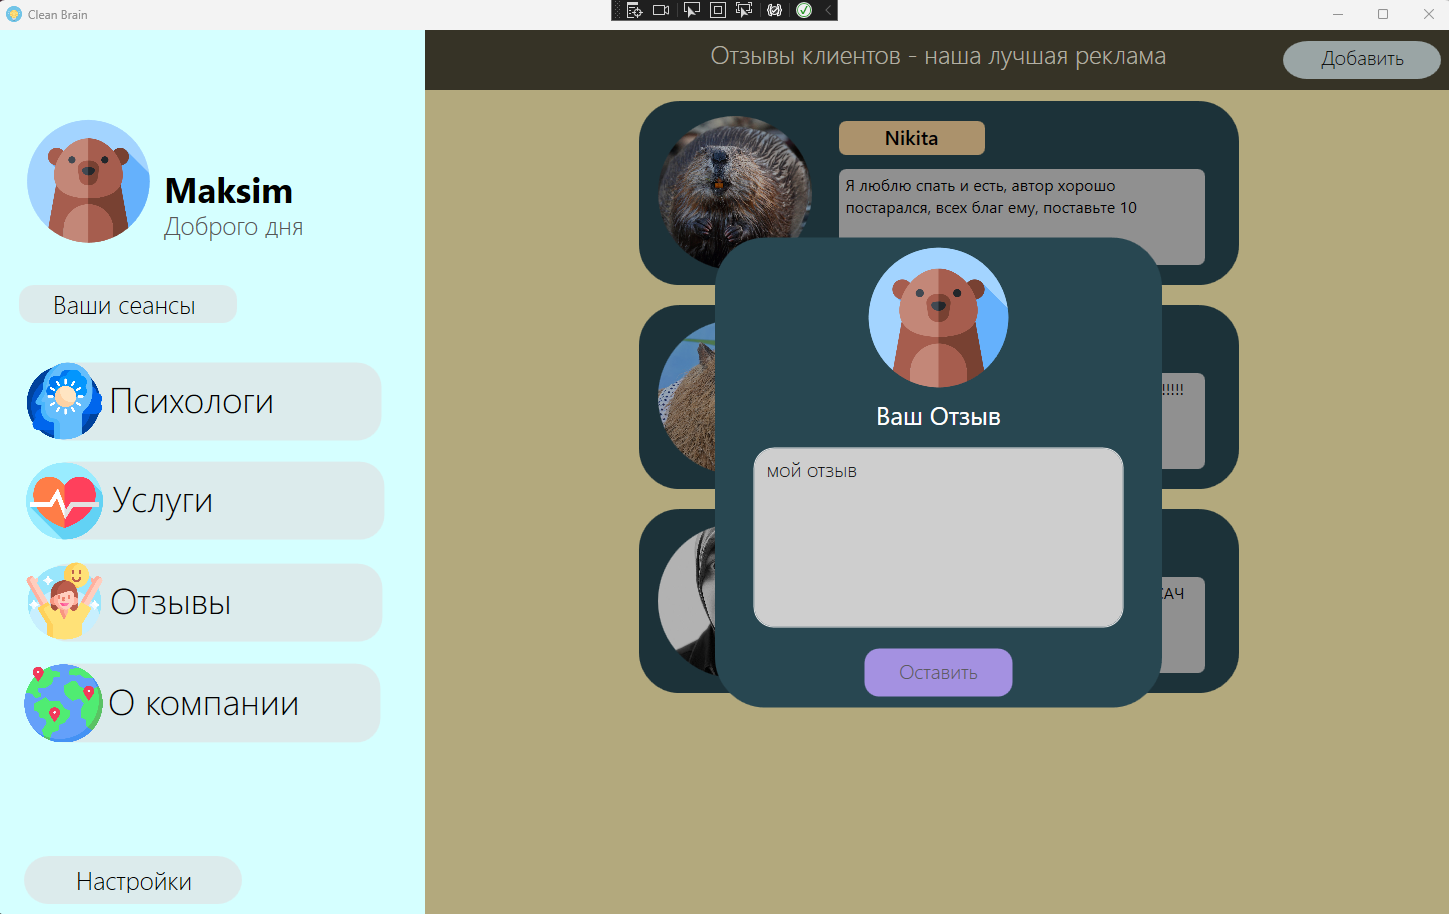 Clean Brain
Отзывы клиентов - наша лучшая реклама
Добавить
Maksim
Доброго дня
Ваши сеансы
Психологи
Услуги
Отзывы
О компании
Настройки
Nikita
Я люблю спать и есть, автор хорошо
постарался, всех благ ему, поставьте 10
!!!!!
Ваш Отзыв
мой отзыв
Оставить